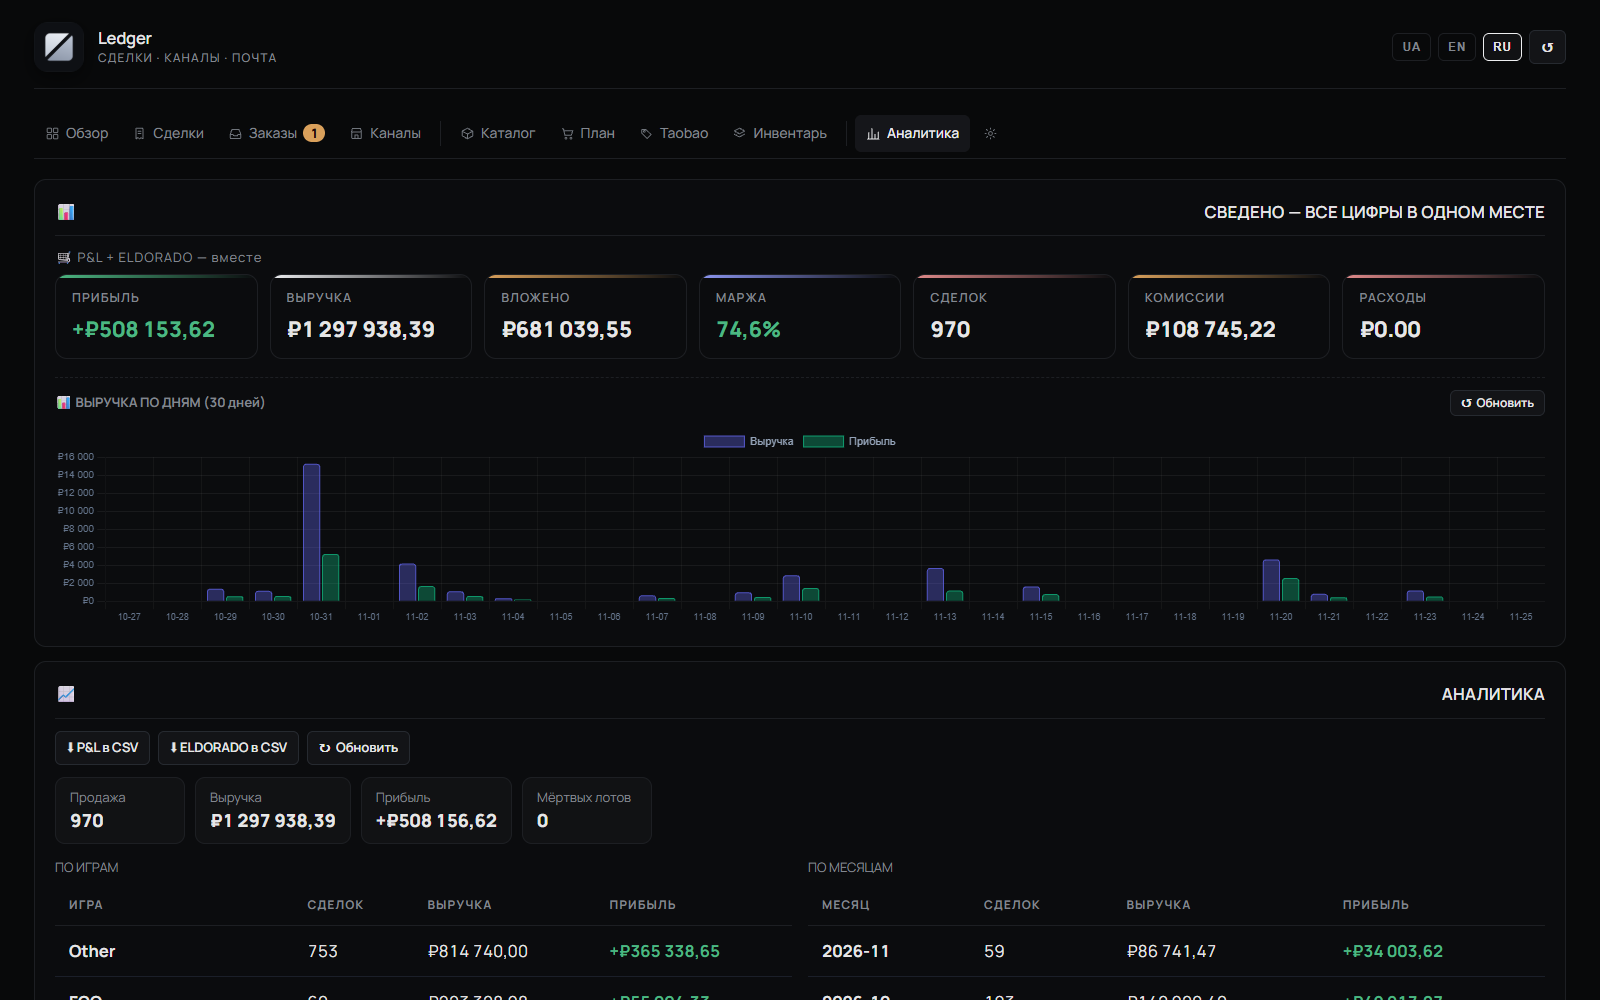 Ledger
СДЕЛКИ · КАНАЛЫ · ПОЧТА
UA EN RU
Обзор Сделки Заказы 1 Каналы Каталог План Taobao Инвентарь Аналитика
СВЕДЕНО — ВСЕ ЦИФРЫ В ОДНОМ МЕСТЕ
P&L + ELDORADO — вместе
ПРИБЫЛЬ ВЫРУЧКА ВЛОЖЕНО МАРЖА СДЕЛОК КОМИССИИ РАСХОДЫ
+₽508 153,62 ₽1 297 938,39 ₽681 039,55 74,6% 970 ₽108 745,22 ₽0.00
ВЫРУЧКА ПО ДНЯМ (30 дней) ↺ Обновить
Выручка Прибыль
₽16 000
₽14 000
₽12 000
₽10 000
₽8 000
₽6 000
₽4 000
₽2 000
₽0
10-27 10-28 10-29 10-30 10-31 11-01 11-02 11-03 11-04 11-05 11-06 11-07 11-08 11-09 11-10 11-11 11-12 11-13 11-14 11-15 11-16 11-17 11-18 11-19 11-20 11-21 11-22 11-23 11-24 11-25
АНАЛИТИКА
⬇ P&L в CSV ⬇ ELDORADO в CSV ↻ Обновить
Продажа Выручка Прибыль Мёртвых лотов
970 ₽1 297 938,39 +₽508 156,62 0
ПО ИГРАМ ПО МЕСЯЦАМ
ИГРА СДЕЛОК ВЫРУЧКА ПРИБЫЛЬ МЕСЯЦ СДЕЛОК ВЫРУЧКА ПРИБЫЛЬ
Other 753 ₽814 740,00 +₽365 338,65 2026-11 59 ₽86 741,47 +₽34 003,62